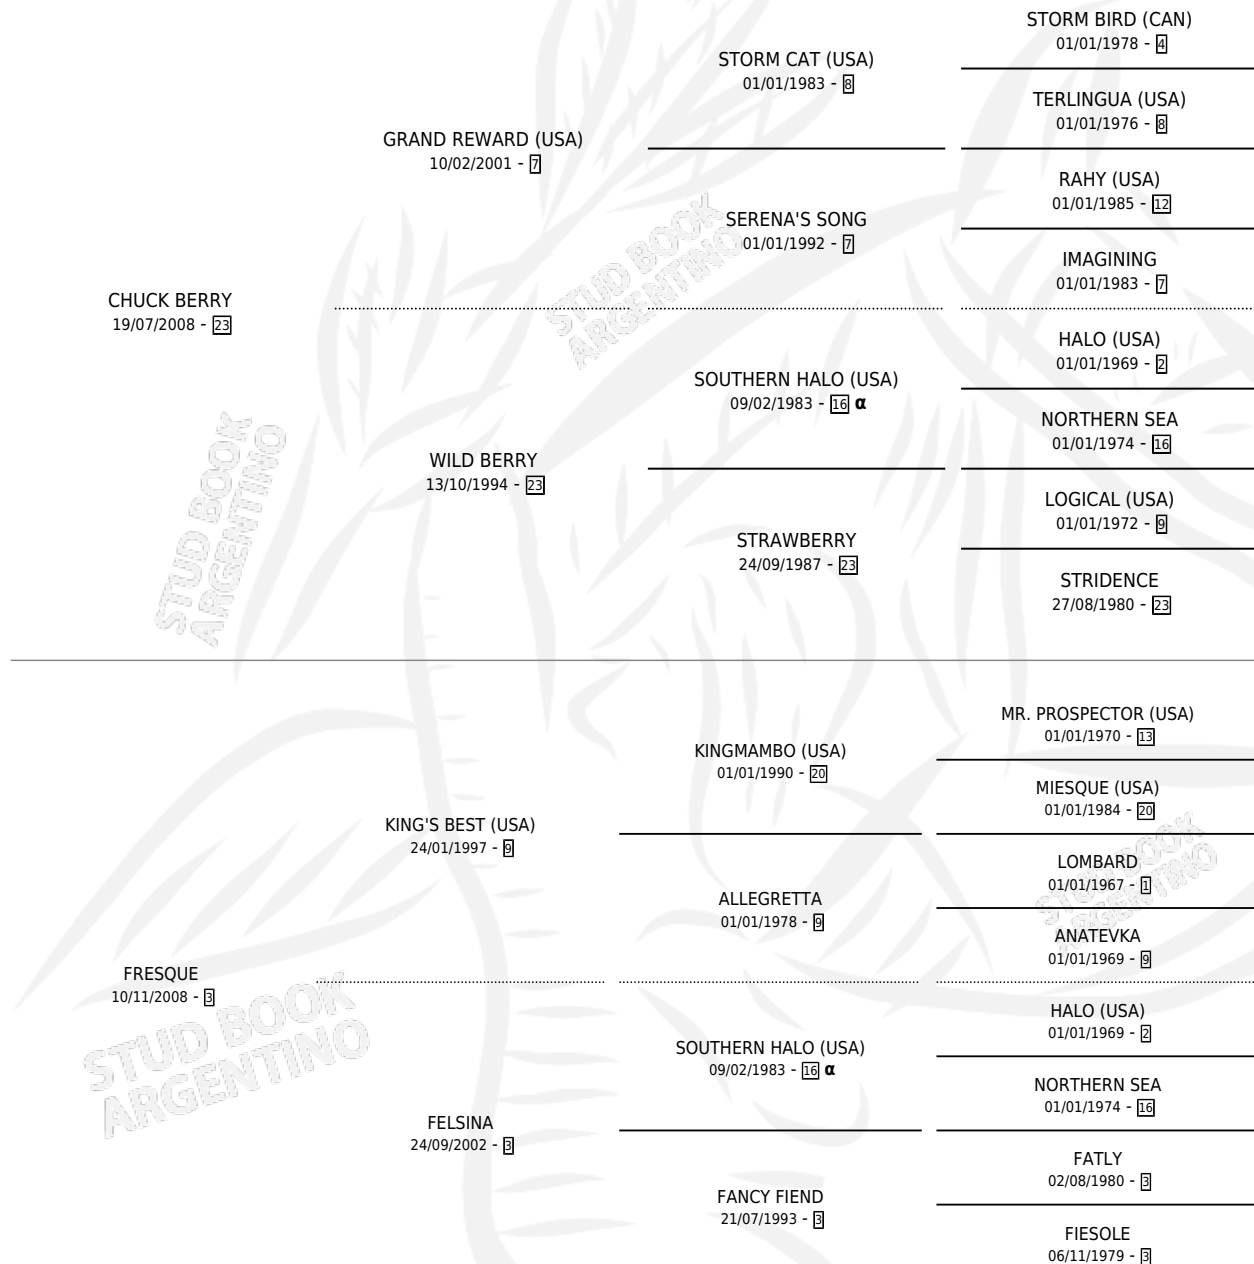 STORM BIRD (CAN)
01/01/1978 - 4
STORM CAT (USA)
01/01/1983 - 8
TERLINGUA (USA)
01/01/1976 - 8
GRAND REWARD (USA)
10/02/2001 - 7
RAHY (USA)
01/01/1985 - 12
SERENA'S SONG
01/01/1992 - 7
IMAGINING
01/01/1983 - 7
CHUCK BERRY
19/07/2008 - 23
HALO (USA)
01/01/1969 - 2
SOUTHERN HALO (USA)
09/02/1983 - 16 α
NORTHERN SEA
01/01/1974 - 16
WILD BERRY
13/10/1994 - 23
LOGICAL (USA)
01/01/1972 - 9
STRAWBERRY
24/09/1987 - 23
STRIDENCE
27/08/1980 - 23
STUD BOOK
ARGENTINO
STUD BOOK
ARGENTINO
MR. PROSPECTOR (USA)
01/01/1970 - 13
KINGMAMBO (USA)
01/01/1990 - 20
MIESQUE (USA)
01/01/1984 - 20
KING'S BEST (USA)
24/01/1997 - 9
LOMBARD
01/01/1967 - 1
ALLEGRETTA
01/01/1978 - 9
ANATEVKA
01/01/1969 - 9
FRESQUE
10/11/2008 - 3
HALO (USA)
01/01/1969 - 2
SOUTHERN HALO (USA)
09/02/1983 - 16 α
NORTHERN SEA
01/01/1974 - 16
FELSINA
24/09/2002 - 3
FATLY
02/08/1980 - 3
FANCY FIEND
21/07/1993 - 3
FIESOLE
06/11/1979 - 3
STUD BOOK
ARGENTINO
STUD BOOK
ARGENTINO